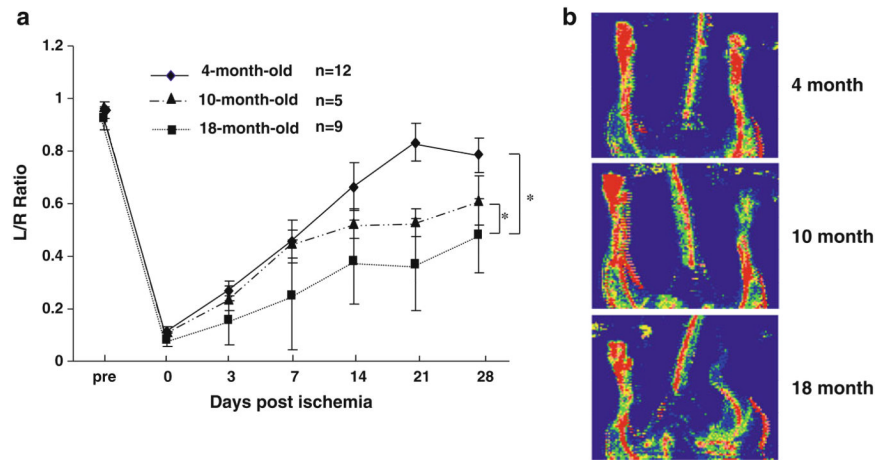 a
1.2
1
0.8
0.6
0.4
0.2
0
L/R Ratio
4-month-old n=12
10-month-old n=5
18-month-old n=9
*
*
pre 0 3 7 14 21 28
Days post ischemia
b
4 month
10 month
18 month